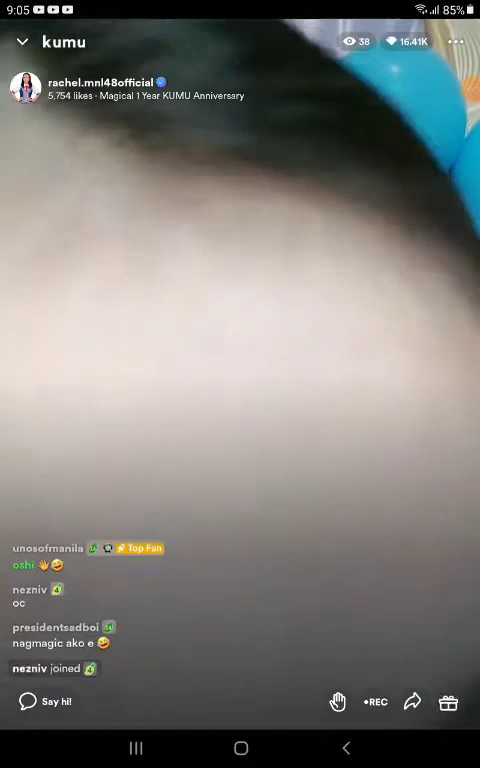 9:05
85%
kumu
38
16.41K
rachel.mnl48official
5,754 likes · Magical 1 Year KUMU Anniversary
unosofmanila Top Fan
oshi 👋🤣
nezniv
oc
presidentsadboi
nagmagic ako e 🤣
nezniv joined
Say hi!
•REC